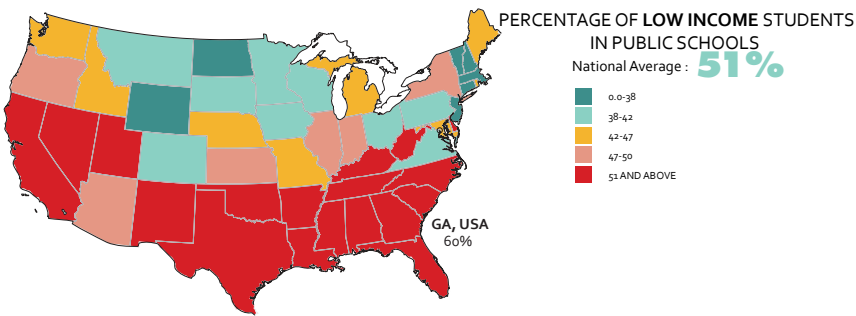 PERCENTAGE OF LOW INCOME STUDENTS
IN PUBLIC SCHOOLS
National Average : 51%
0.0-38
38-42
42-47
47-50
51 AND ABOVE
GA, USA
60%